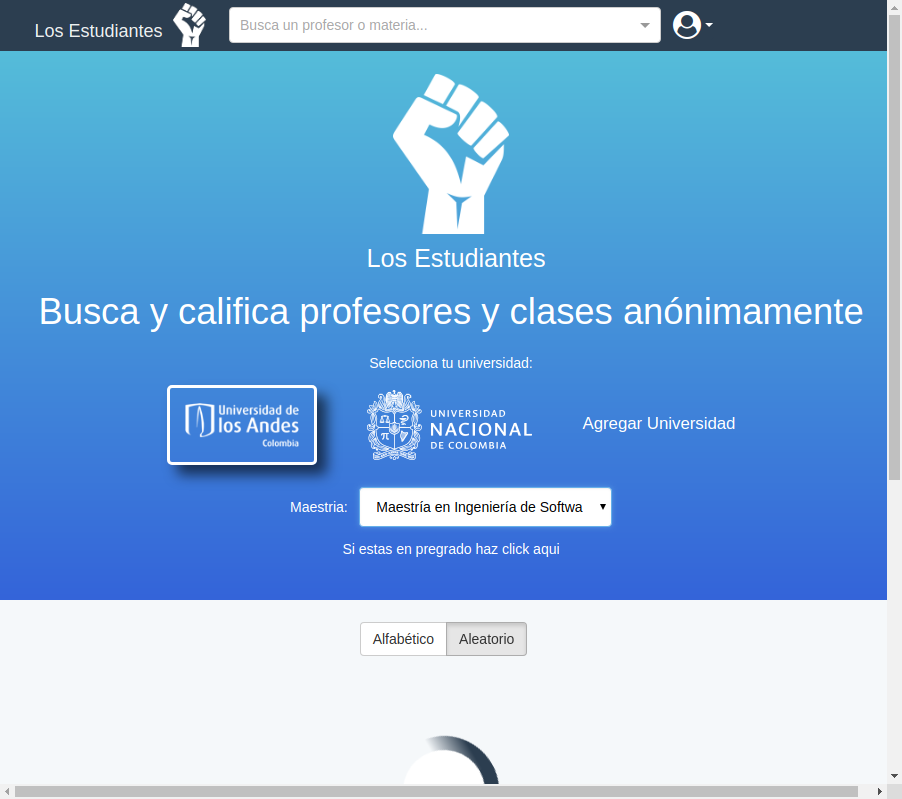 Los Estudiantes
Busca un profesor o materia...
Los Estudiantes
Busca y califica profesores y clases anónimamente
Selecciona tu universidad:
Universidad de
los Andes
Colombia
UNIVERSIDAD
NACIONAL
DE COLOMBIA
Agregar Universidad
Maestria:
Maestría en Ingeniería de Softwa
Si estas en pregrado haz click aqui
Alfabético
Aleatorio